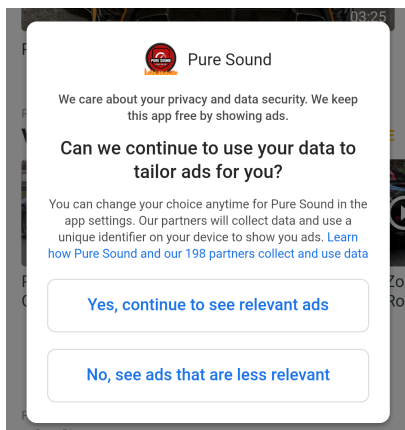 03:25
Pure Sound
We care about your privacy and data security. We keep
this app free by showing ads.
Can we continue to use your data to
tailor ads for you?
You can change your choice anytime for Pure Sound in the
app settings. Our partners will collect data and use a
unique identifier on your device to show you ads. Learn
how Pure Sound and our 198 partners collect and use data
Yes, continue to see relevant ads
No, see ads that are less relevant